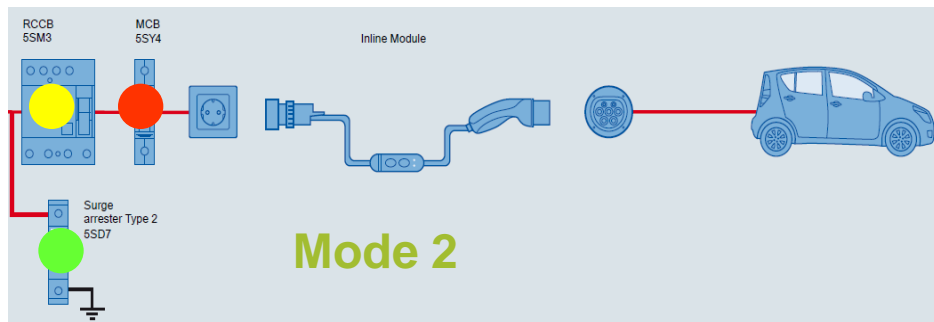 RCCB
5SM3
MCB
5SY4
Inline Module
Surge
arrester Type 2
5SD7
Mode 2